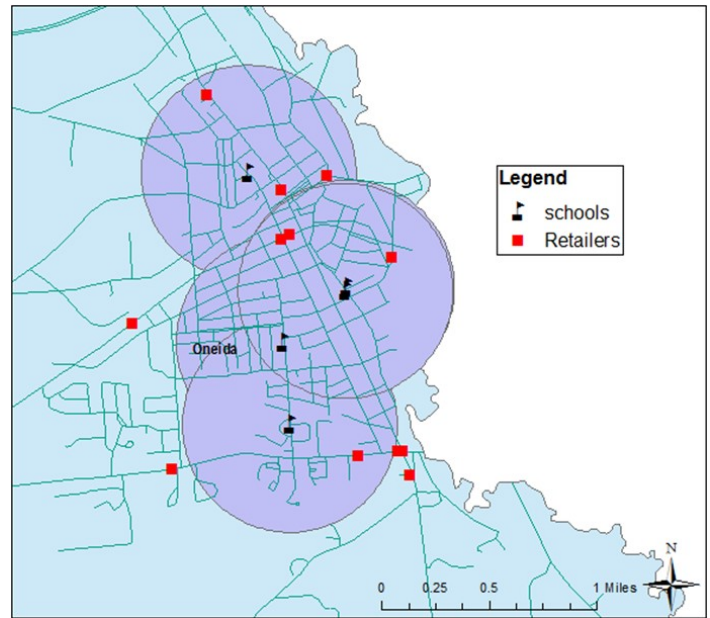 Legend
schools
Retailers
Oneida
N
0 0.25 0.5 1 Miles